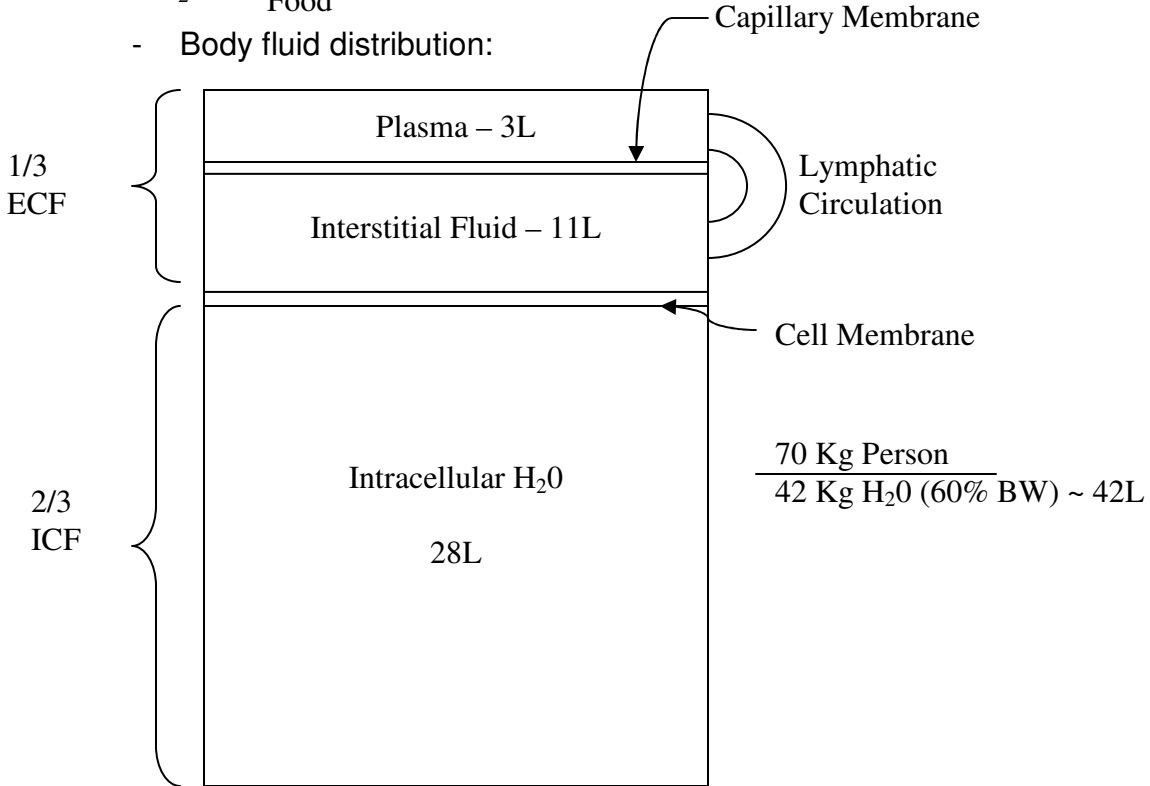 Food
Capillary Membrane
- Body fluid distribution:
Plasma – 3L
1/3
ECF
Lymphatic
Circulation
Interstitial Fluid – 11L
Cell Membrane
70 Kg Person
42 Kg H₂0 (60% BW) ~ 42L
Intracellular H₂0
28L
2/3
ICF